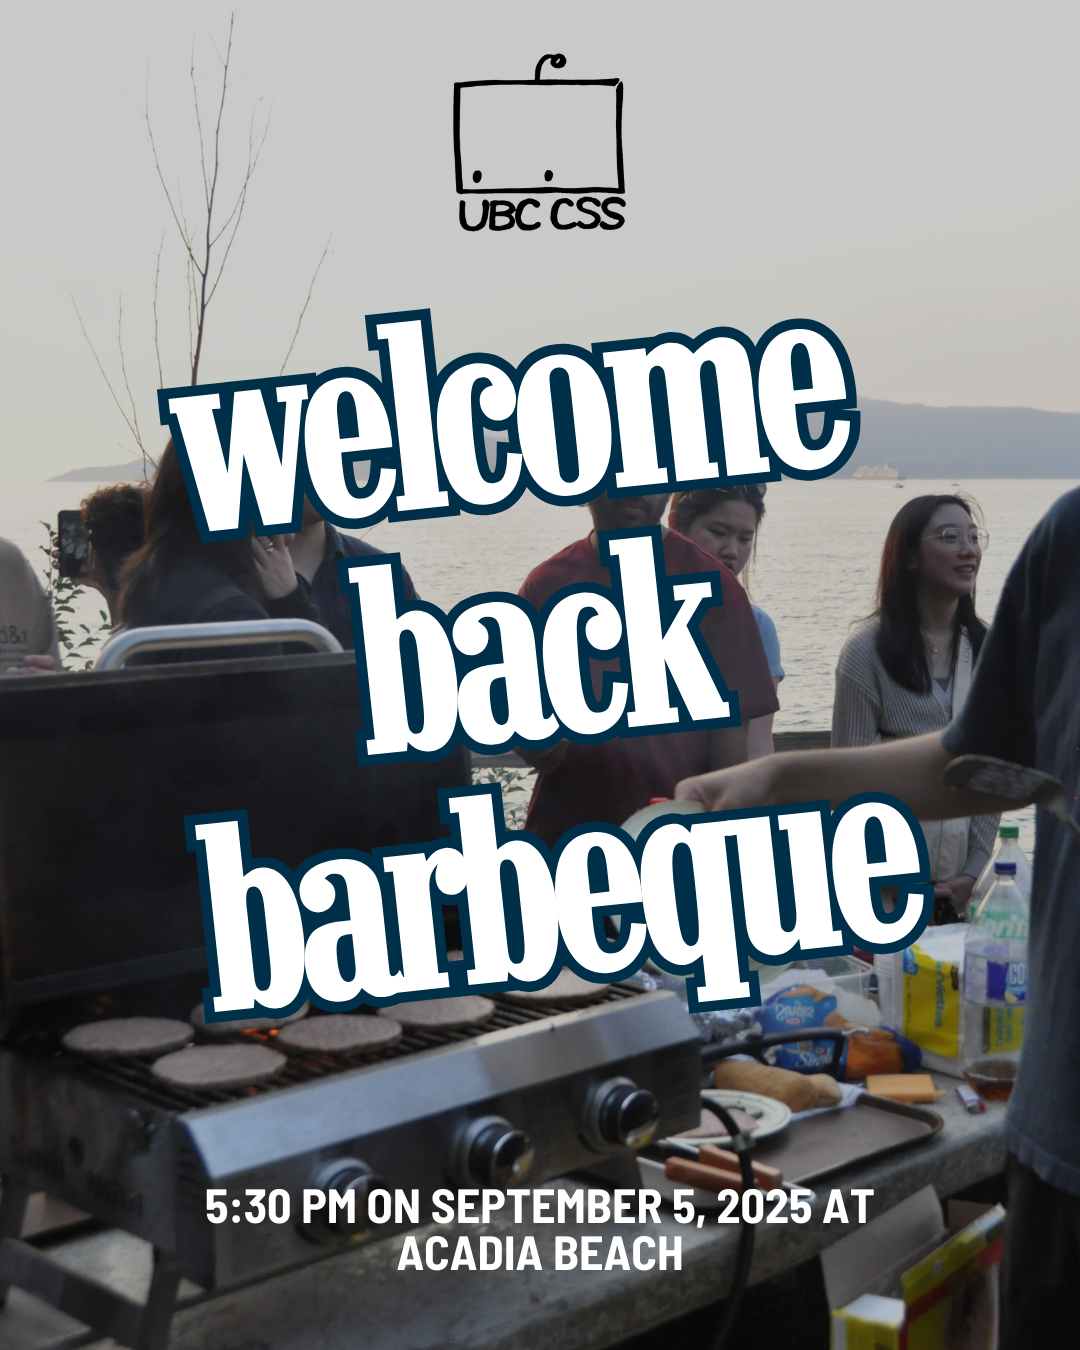 UBC CSS
welcome
back
barbeque
5:30 PM ON SEPTEMBER 5, 2025 AT
ACADIA BEACH